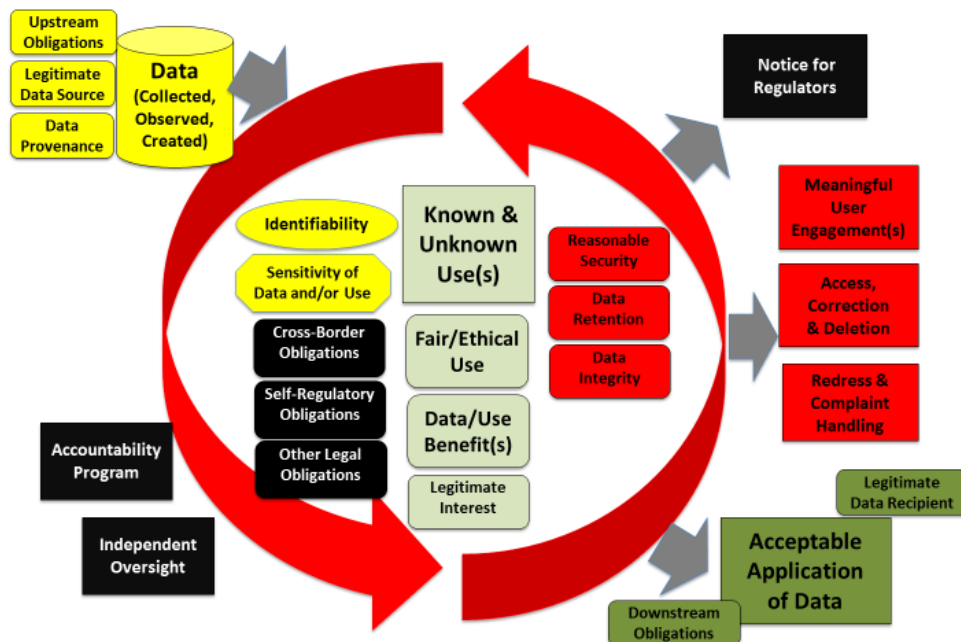 Upstream
Obligations
Legitimate
Data Source
Data
Provenance
Data
(Collected,
Observed,
Created)
Notice for
Regulators
Identifiability
Sensitivity of
Data and/or Use
Cross-Border
Obligations
Self-Regulatory
Obligations
Other Legal
Obligations
Known &
Unknown
Use(s)
Fair/Ethical
Use
Data/Use
Benefit(s)
Legitimate
Interest
Reasonable
Security
Data
Retention
Data
Integrity
Meaningful
User
Engagement(s)
Access,
Correction
& Deletion
Redress &
Complaint
Handling
Accountability
Program
Independent
Oversight
Legitimate
Data Recipient
Acceptable
Application
of Data
Downstream
Obligations